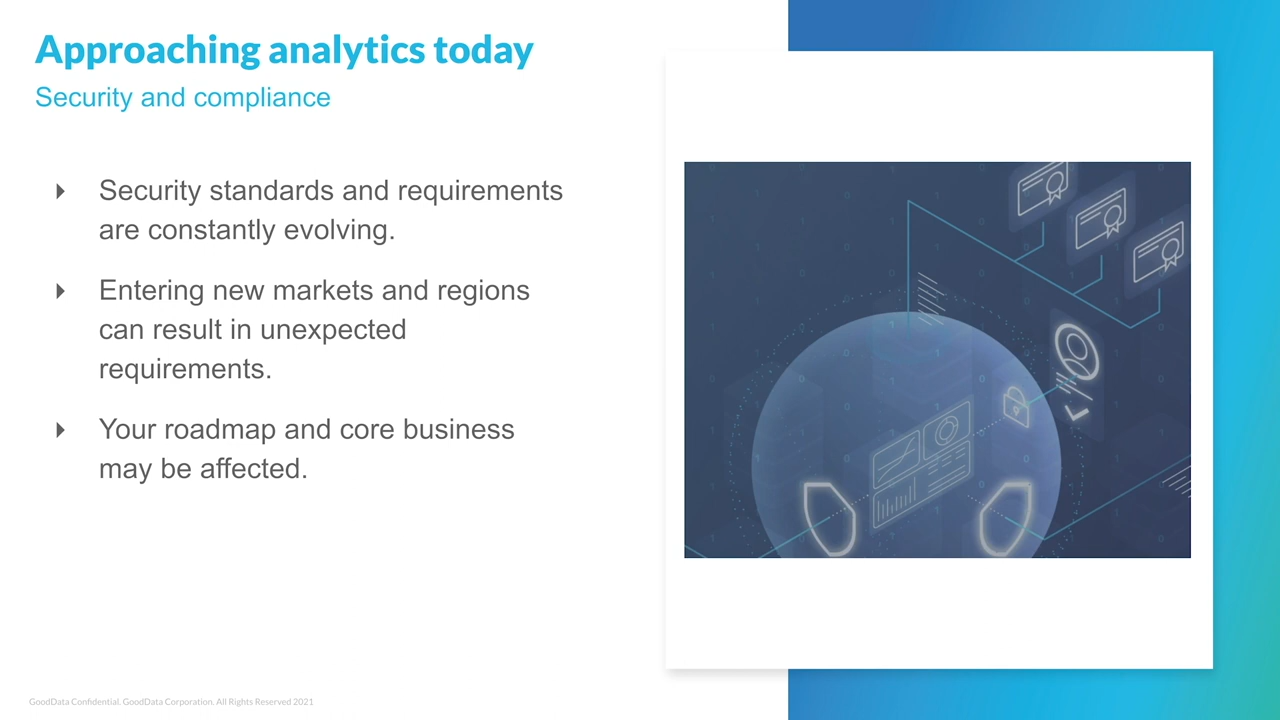 Approaching analytics today
Security and compliance
Security standards and requirements
are constantly evolving.
Entering new markets and regions
can result in unexpected
requirements.
Your roadmap and core business
may be affected.
GoodData Confidential. GoodData Corporation. All Rights Reserved 2021